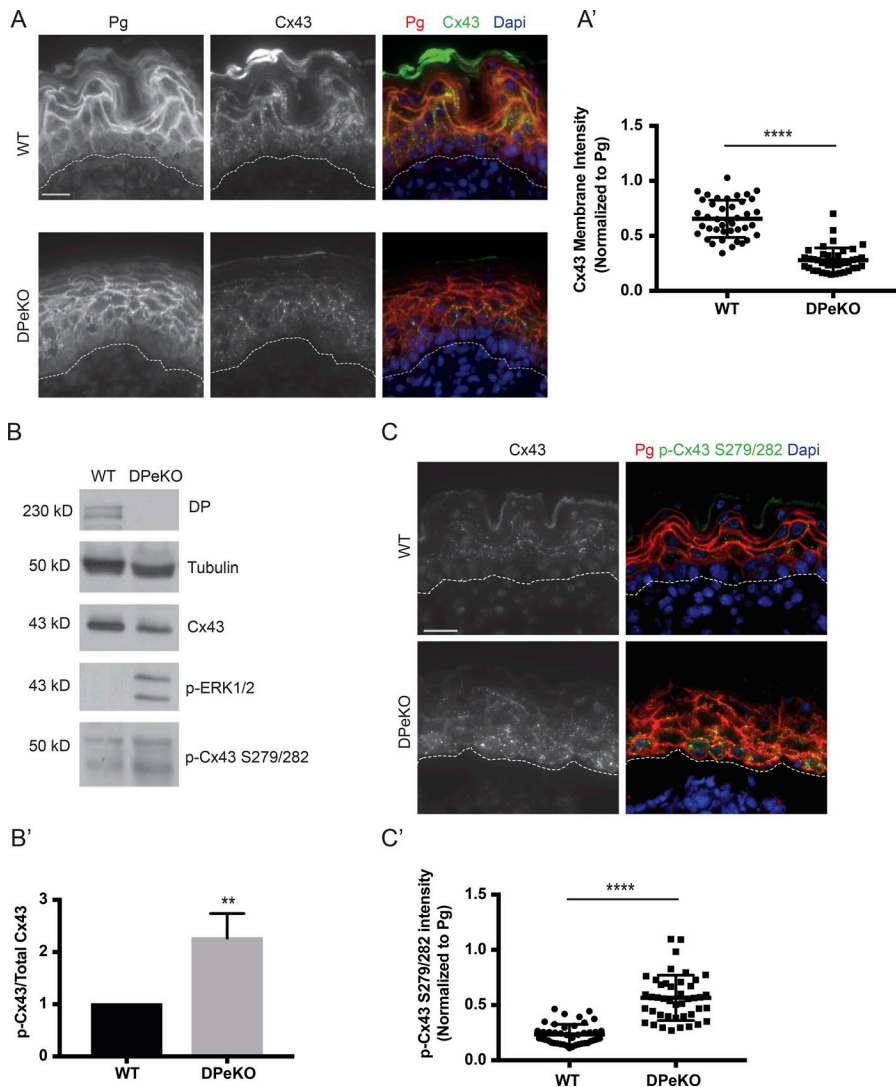 A
Pg
Cx43
Pg Cx43 Dapi
WT
DPeKO
A'
Cx43 Membrane Intensity
(Normalized to Pg)
1.5
1.0
0.5
0.0
****
WT
DPeKO
B
WT DPeKO
230 kD
DP
50 kD
Tubulin
43 kD
Cx43
43 kD
p-ERK1/2
50 kD
p-Cx43 S279/282
C
Cx43
Pg p-Cx43 S279/282 Dapi
WT
DPeKO
B'
p-Cx43/Total Cx43
3
2
1
0
**
WT
DPeKO
C'
p-Cx43 S279/282 intensity
(Normalized to Pg)
1.5
1.0
0.5
0.0
****
WT
DPeKO